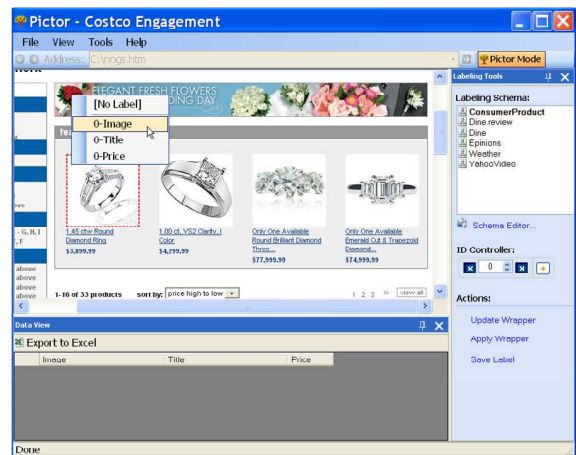 Pictor - Costco Engagement
File View Tools Help
Address: C:\rings.htm
Pictor Mode
ELEGANT FRESH FLOWERS
DING DAY
[No Label]
0-Image
0-Title
0-Price
1.45 ctw Round
Diamond Ring
$3,899.99
1.00 ct, VS2 Clarity, I
Color
$4,299.99
Only One Available
Round Brilliant Diamond
Three...
$77,999.99
Only One Available
Emerald Cut & Trapezoid
Diamond...
$74,999.99
- G, H, I
E, F
above
above
above
above
1-16 of 33 products sort by: price high to low 1 2 3 » view all
Labeling Tools
Labeling Schema:
ConsumerProduct
Dine.review
Dine
Epinions
Weather
YahooVideo
Schema Editor...
ID Controller:
0
Actions:
Update Wrapper
Apply Wrapper
Save Label
Data View
Export to Excel
Image Title Price
Done